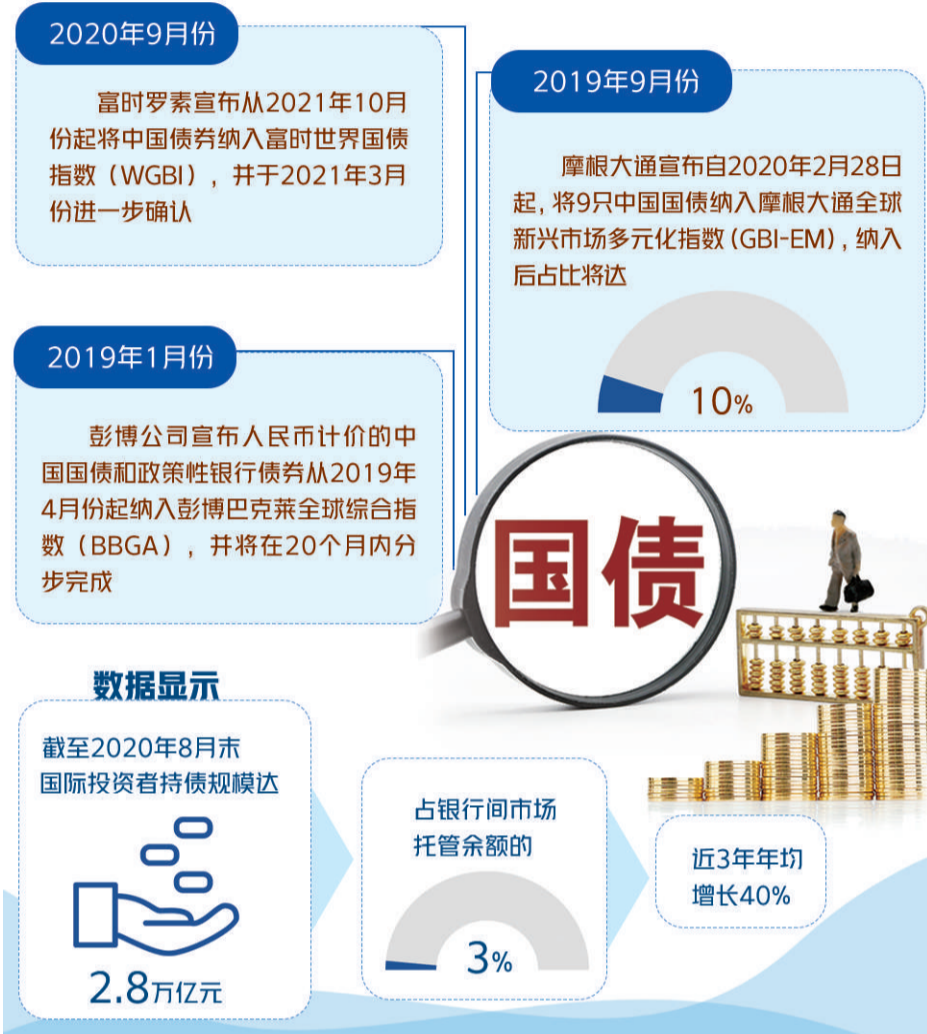 2020年9月份
富时罗素宣布从2021年10月
份起将中国债券纳入富时世界国债
指数（WGBI），并于2021年3月
份进一步确认
2019年9月份
摩根大通宣布自2020年2月28日
起，将9只中国国债纳入摩根大通全球
新兴市场多元化指数（GBI-EM），纳入
后占比将达
10%
2019年1月份
彭博公司宣布人民币计价的中
国国债和政策性银行债券从2019年
4月份起纳入彭博巴克莱全球综合指
数（BBGA），并将在20个月内分
步完成
国债
数据显示
截至2020年8月末
国际投资者持债规模达
2.8万亿元
占银行间市场
托管余额的
3%
近3年年均
增长40%